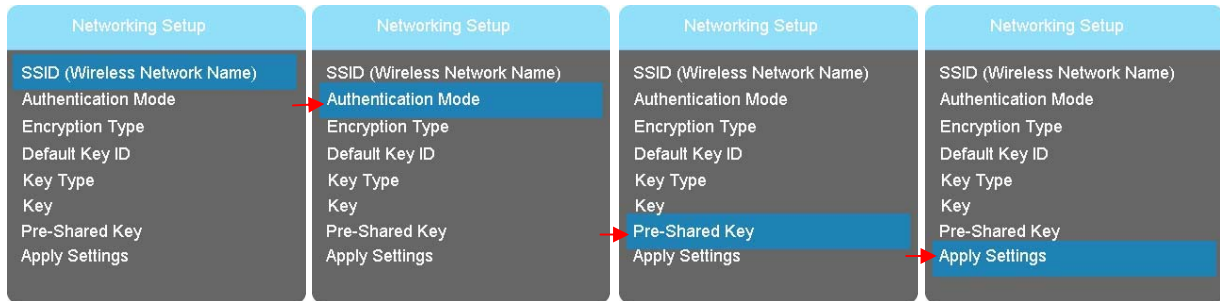 Networking Setup
SSID (Wireless Network Name)
Authentication Mode
Encryption Type
Default Key ID
Key Type
Key
Pre-Shared Key
Apply Settings
Networking Setup
SSID (Wireless Network Name)
Authentication Mode
Encryption Type
Default Key ID
Key Type
Key
Pre-Shared Key
Apply Settings
Networking Setup
SSID (Wireless Network Name)
Authentication Mode
Encryption Type
Default Key ID
Key Type
Key
Pre-Shared Key
Apply Settings
Networking Setup
SSID (Wireless Network Name)
Authentication Mode
Encryption Type
Default Key ID
Key Type
Key
Pre-Shared Key
Apply Settings